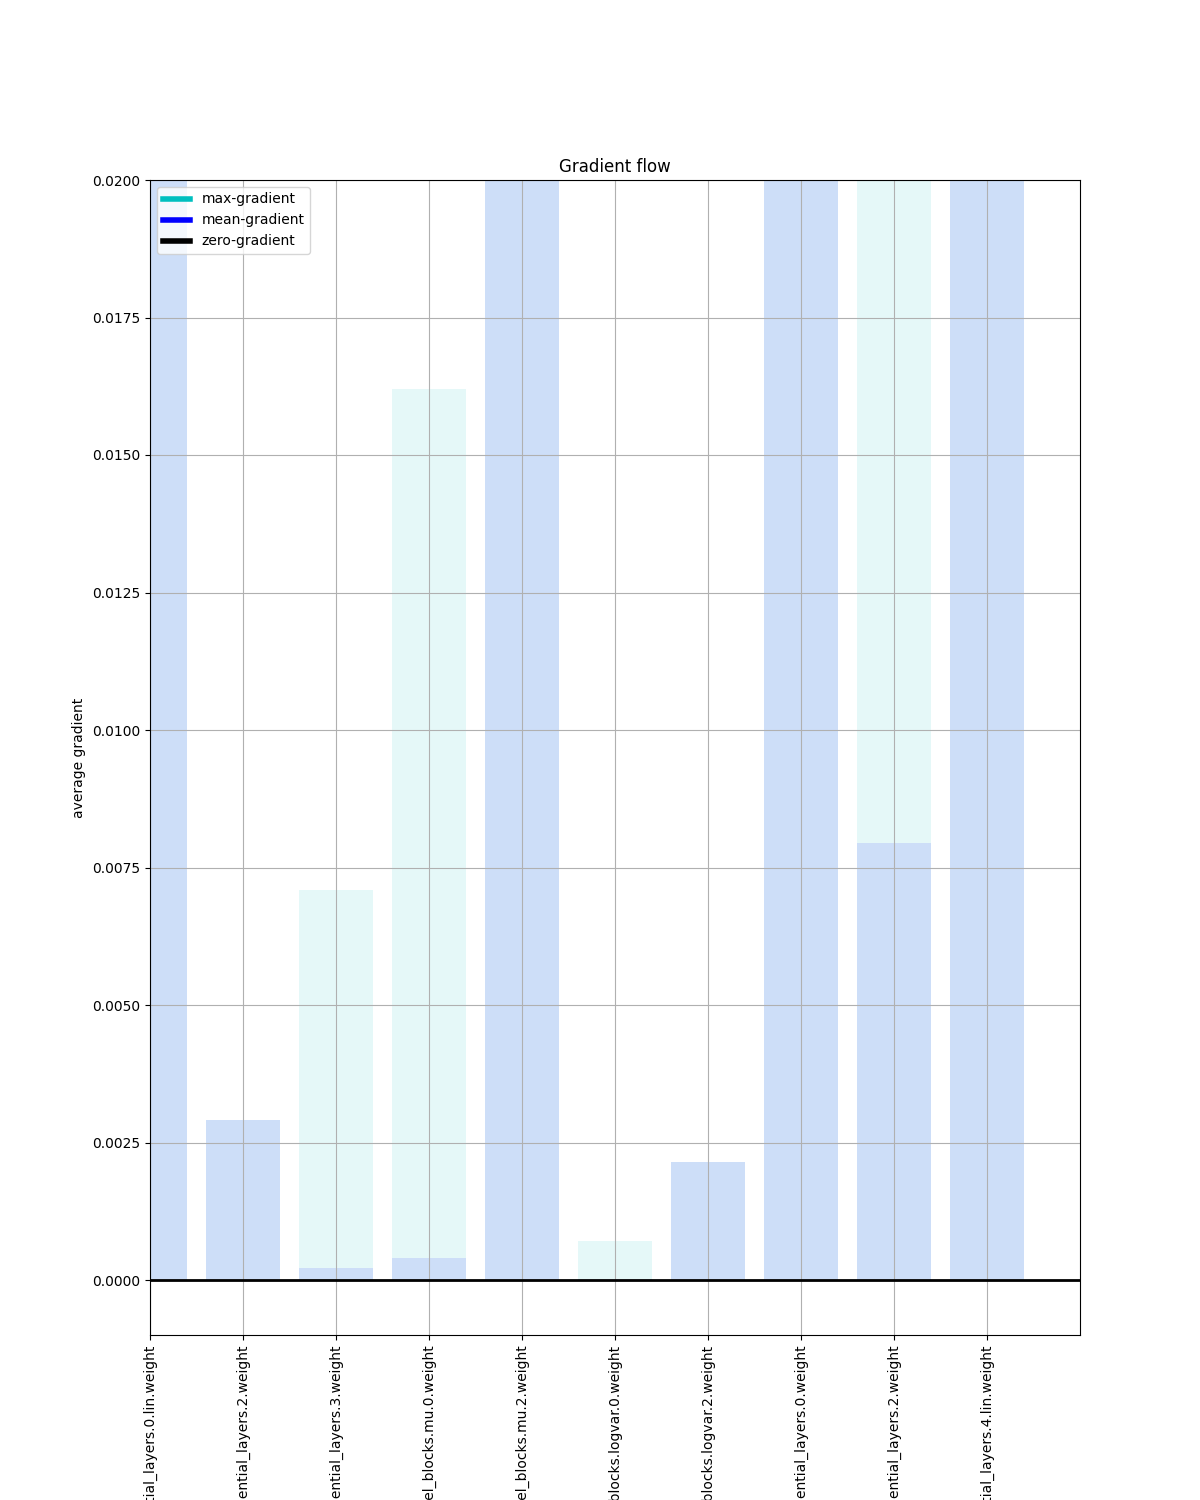 Gradient flow
max-gradient
mean-gradient
zero-gradient
0.0200
0.0175
0.0150
0.0125
0.0100
0.0075
0.0050
0.0025
0.0000
average gradient
tial_layers.0.lin.weight
ential_layers.2.weight
ential_layers.3.weight
el_blocks.mu.0.weight
el_blocks.mu.2.weight
blocks.logvar.0.weight
blocks.logvar.2.weight
ential_layers.0.weight
ential_layers.2.weight
tial_layers.4.lin.weight